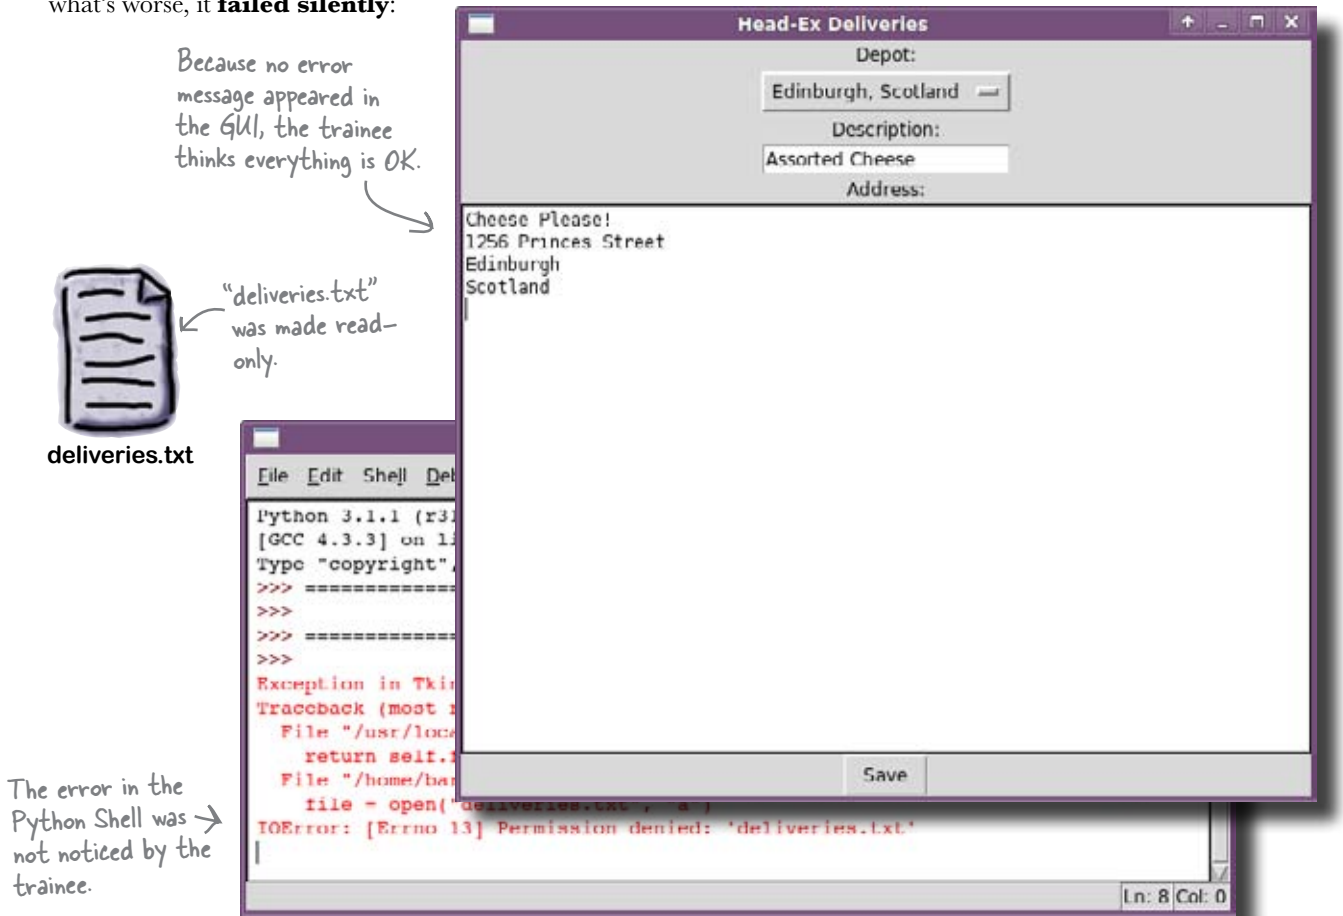 what's worse, it failed silently:
Because no error
message appeared in
the GUI, the trainee
thinks everything is OK.
Head-Ex Deliveries
Depot:
Edinburgh, Scotland
Description:
Assorted Cheese
Address:
Cheese Please!
1256 Princes Street
Edinburgh
Scotland
Save
"deliveries.txt"
was made read-
only.
deliveries.txt
File Edit Shell Deb
Python 3.1.1 (r31
[GCC 4.3.3] on li
Type "copyright",
>>> ==============
>>>
>>> ==============
>>>
Exception in Tkin
Traceback (most r
File "/usr/loca
return self.f
File "/home/bar
file = open("deliveries.txt", "a")
IOError: [Errno 13] Permission denied: 'deliveries.txt'
Ln: 8 Col: 0
The error in the
Python Shell was
not noticed by the
trainee.